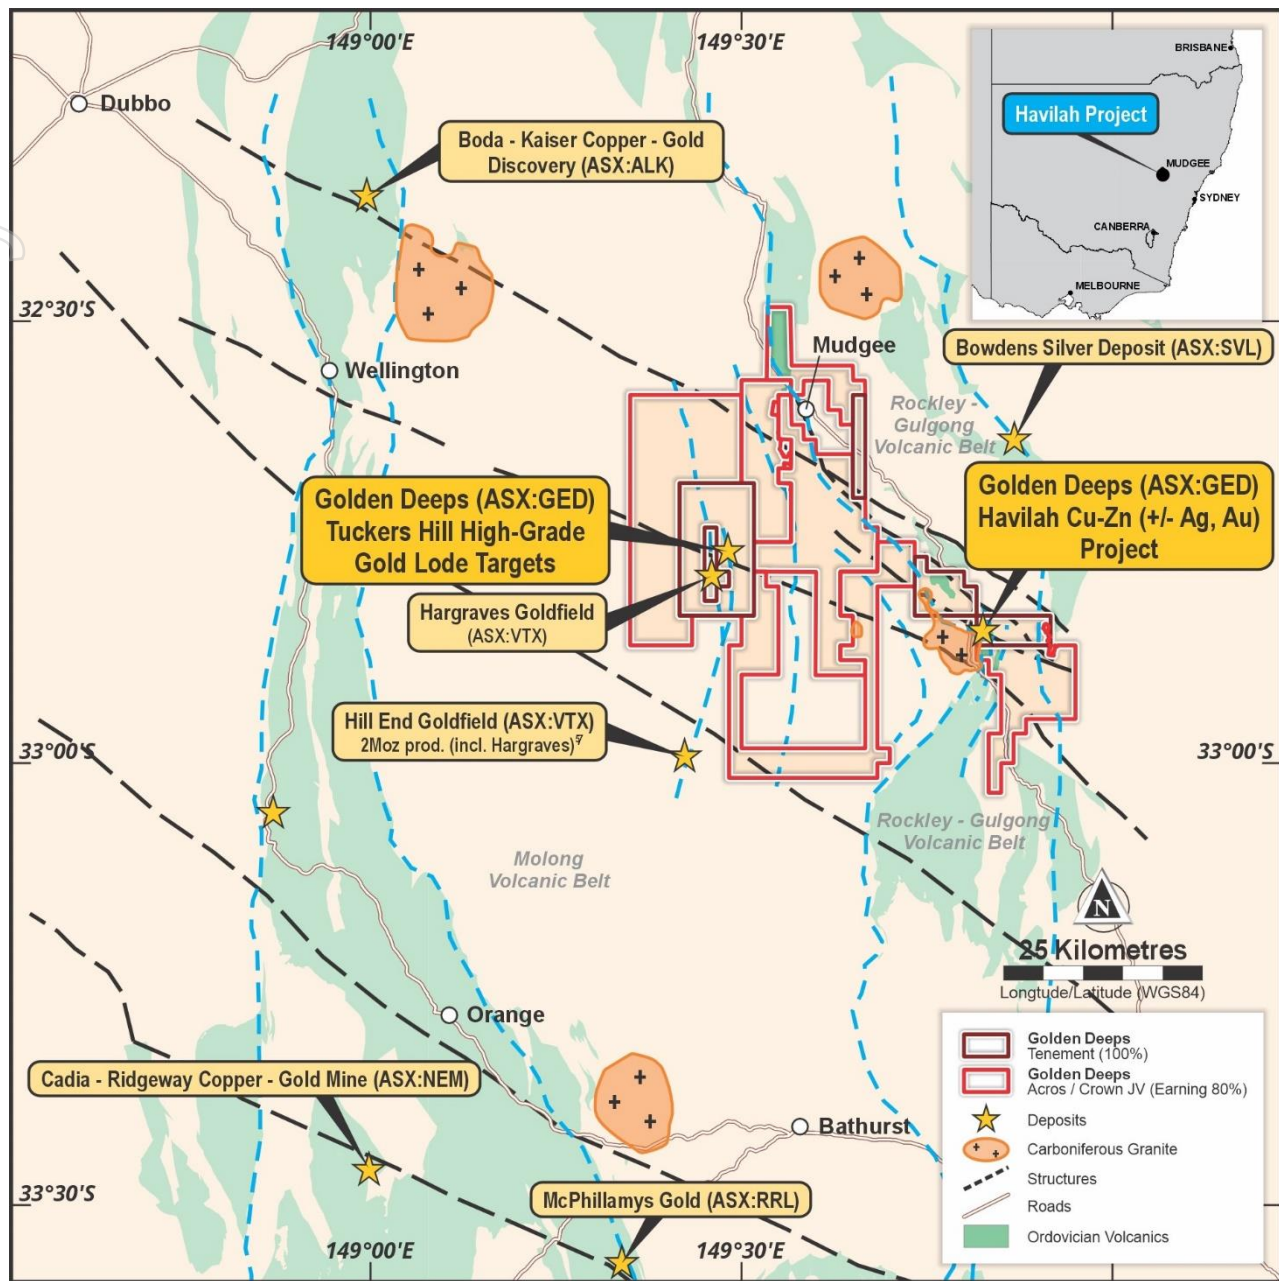 149°00'E
149°30'E
BRISBANE
Dubbo
Havilah Project
Boda - Kaiser Copper - Gold
Discovery (ASX:ALK)
MUDGEE
SYDNEY
CANBERRA
MELBOURNE
32°30'S
Mudgee
Bowdens Silver Deposit (ASX:SVL)
Wellington
Rockley -
Gulgong
Volcanic Belt
Golden Deeps (ASX:GED)
Tuckers Hill High-Grade
Gold Lode Targets
Golden Deeps (ASX:GED)
Havilah Cu-Zn (+/- Ag, Au)
Project
Hargraves Goldfield
(ASX:VTX)
Hill End Goldfield (ASX:VTX)
2Moz prod. (incl. Hargraves)
33°00'S
33°00'S
Rockley - Gulgong
Volcanic Belt
Molong
Volcanic Belt
N
25 Kilometres
Longtude/Latitude (WGS84)
Orange
Golden Deeps
Tenement (100%)
Golden Deeps
Acros / Crown JV (Earning 80%)
Cadia - Ridgeway Copper - Gold Mine (ASX:NEM)
Deposits
Bathurst
Carboniferous Granite
Structures
33°30'S
McPhillamys Gold (ASX:RRL)
Roads
Ordovician Volcanics
149°00'E
149°30'E